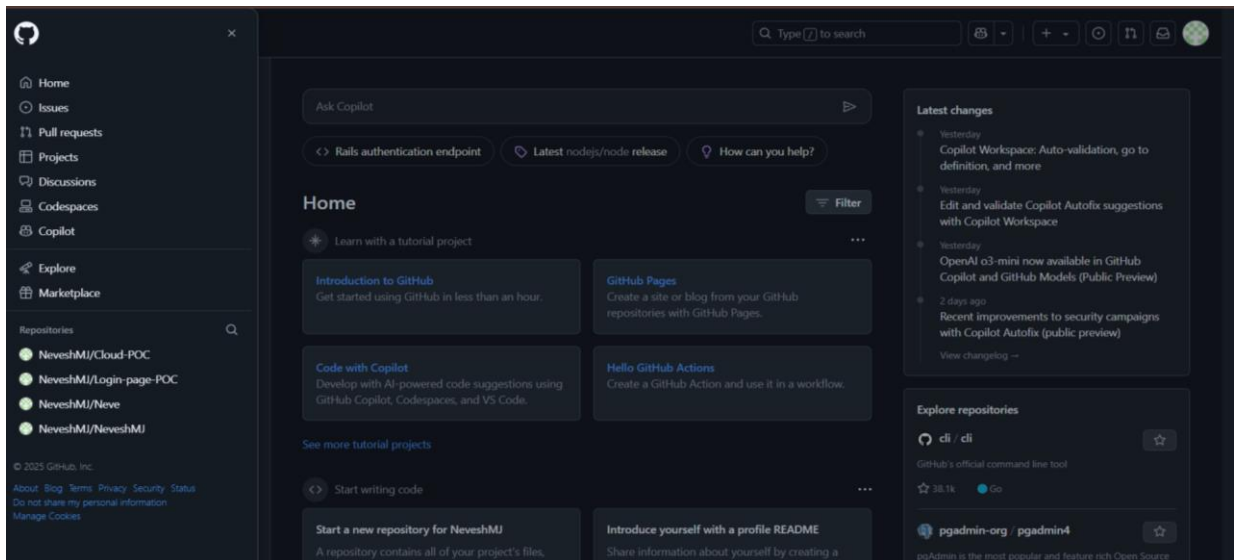 Home
Issues
Pull requests
Projects
Discussions
Codespaces
Copilot
Explore
Marketplace
Repositories
NeveshMJ/Cloud-POC
NeveshMJ/Login-page-POC
NeveshMJ/Neve
NeveshMJ/NeveshMJ
© 2025 GitHub, Inc.
About Blog Terms Privacy Security Status
Do not share my personal information
Manage Cookies
Type / to search
Ask Copilot
Rails authentication endpoint
Latest nodejs/node release
How can you help?
Home
Filter
Learn with a tutorial project
Introduction to GitHub
Get started using GitHub in less than an hour.
GitHub Pages
Create a site or blog from your GitHub
repositories with GitHub Pages.
Code with Copilot
Develop with AI-powered code suggestions using
GitHub Copilot, Codespaces, and VS Code.
Hello GitHub Actions
Create a GitHub Action and use it in a workflow.
See more tutorial projects
Start writing code
Start a new repository for NeveshMJ
A repository contains all of your project's files,
Introduce yourself with a profile README
Share information about yourself by creating a
Latest changes
Yesterday
Copilot Workspace: Auto-validation, go to
definition, and more
Yesterday
Edit and validate Copilot Autofix suggestions
with Copilot Workspace
Yesterday
OpenAI o3-mini now available in GitHub
Copilot and GitHub Models (Public Preview)
2 days ago
Recent improvements to security campaigns
with Copilot Autofix (public preview)
View changelog →
Explore repositories
cli / cli
GitHub's official command line tool
38.1k Go
pgadmin-org / pgadmin4
pgAdmin is the most popular and feature rich Open Source